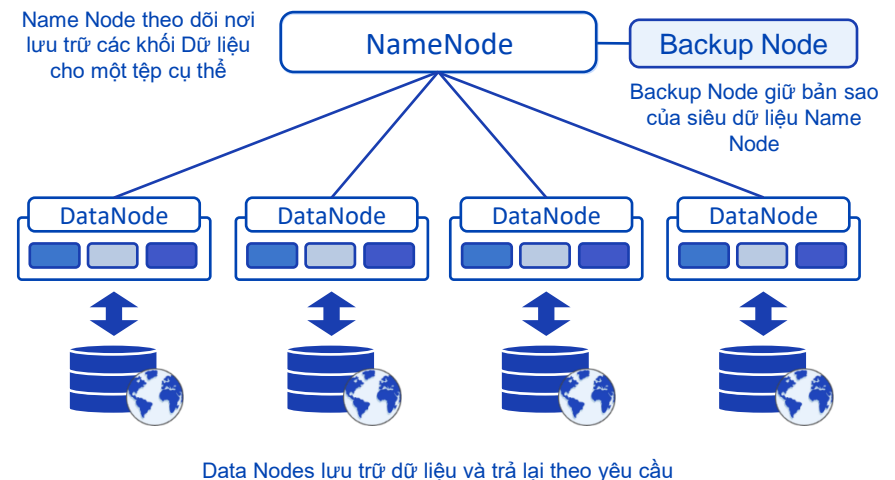 Name Node theo dõi nơi
lưu trữ các khối Dữ liệu
cho một tệp cụ thể
NameNode
Backup Node
Backup Node giữ bản sao
của siêu dữ liệu Name
Node
DataNode
DataNode
DataNode
DataNode
Data Nodes lưu trữ dữ liệu và trả lại theo yêu cầu